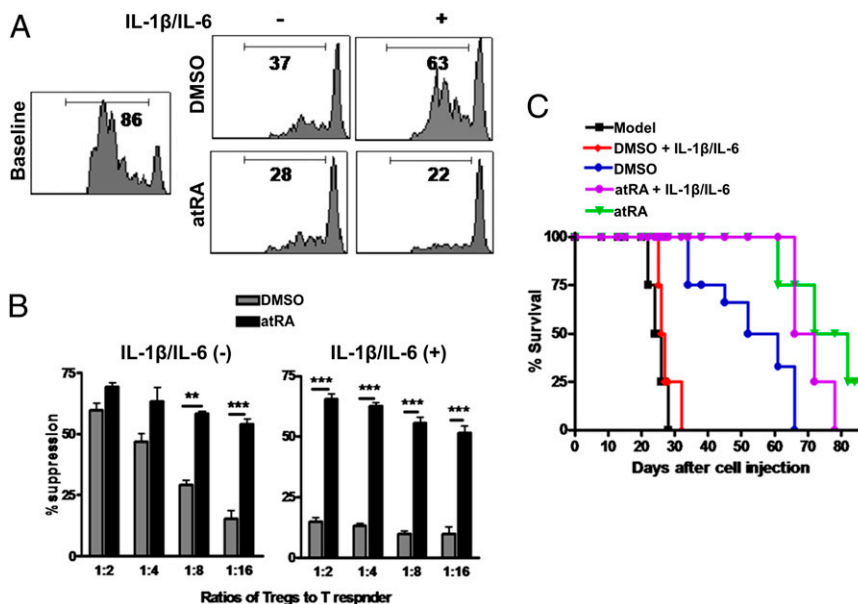 A
IL-1β/IL-6 - +
Baseline
86
DMSO
37
63
atRA
28
22
B
DMSO
atRA
IL-1β/IL-6 (-)
IL-1β/IL-6 (+)
% suppression
75
50
25
0
** ***
1:2 1:4 1:8 1:16
75
50
25
0
*** *** *** ***
1:2 1:4 1:8 1:16
Ratios of Tregs to T respnder
C
Model
DMSO + IL-1β/IL-6
DMSO
atRA + IL-1β/IL-6
atRA
% Survival
100
75
50
25
0
0 10 20 30 40 50 60 70 80
Days after cell injection